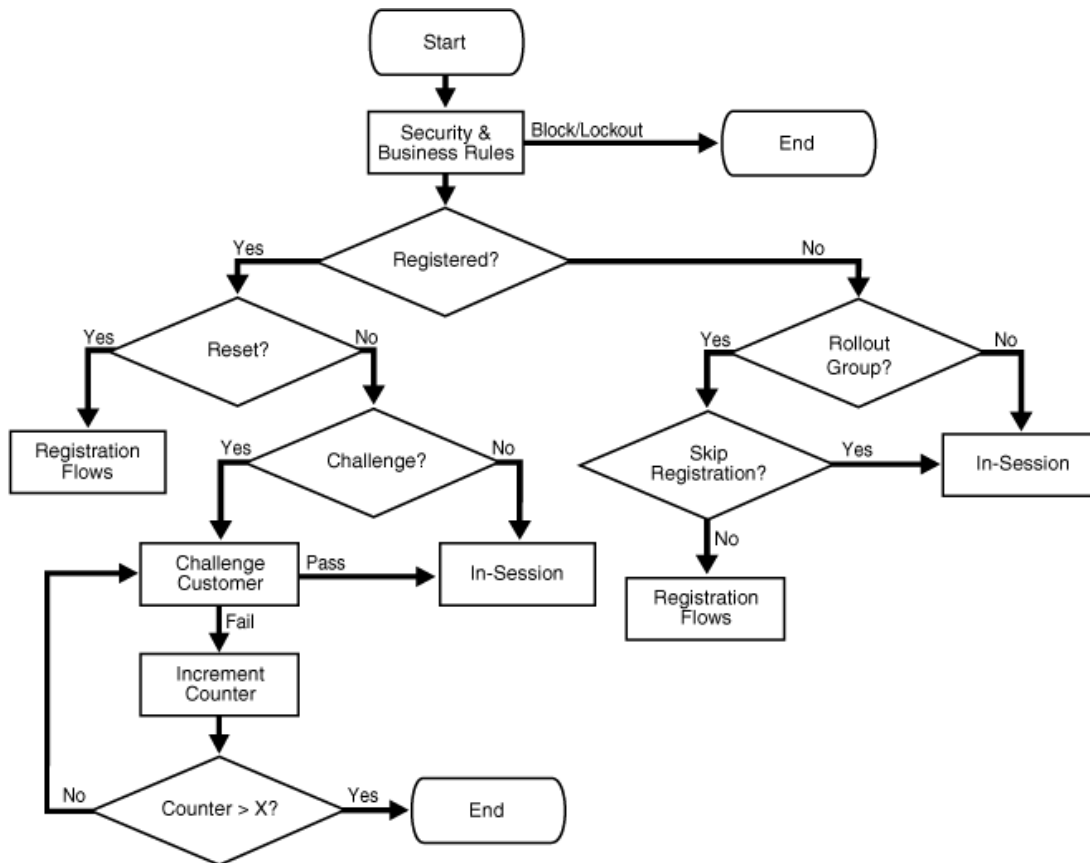 Start
Security &
Business Rules
Block/Lockout
End
Yes
Registered?
No
Yes
Reset?
No
Yes
Rollout
Group?
No
Registration
Flows
Yes
Challenge?
No
Skip
Registration?
Yes
In-Session
Challenge
Customer
Pass
In-Session
No
Registration
Flows
Fail
Increment
Counter
No
Counter > X?
Yes
End